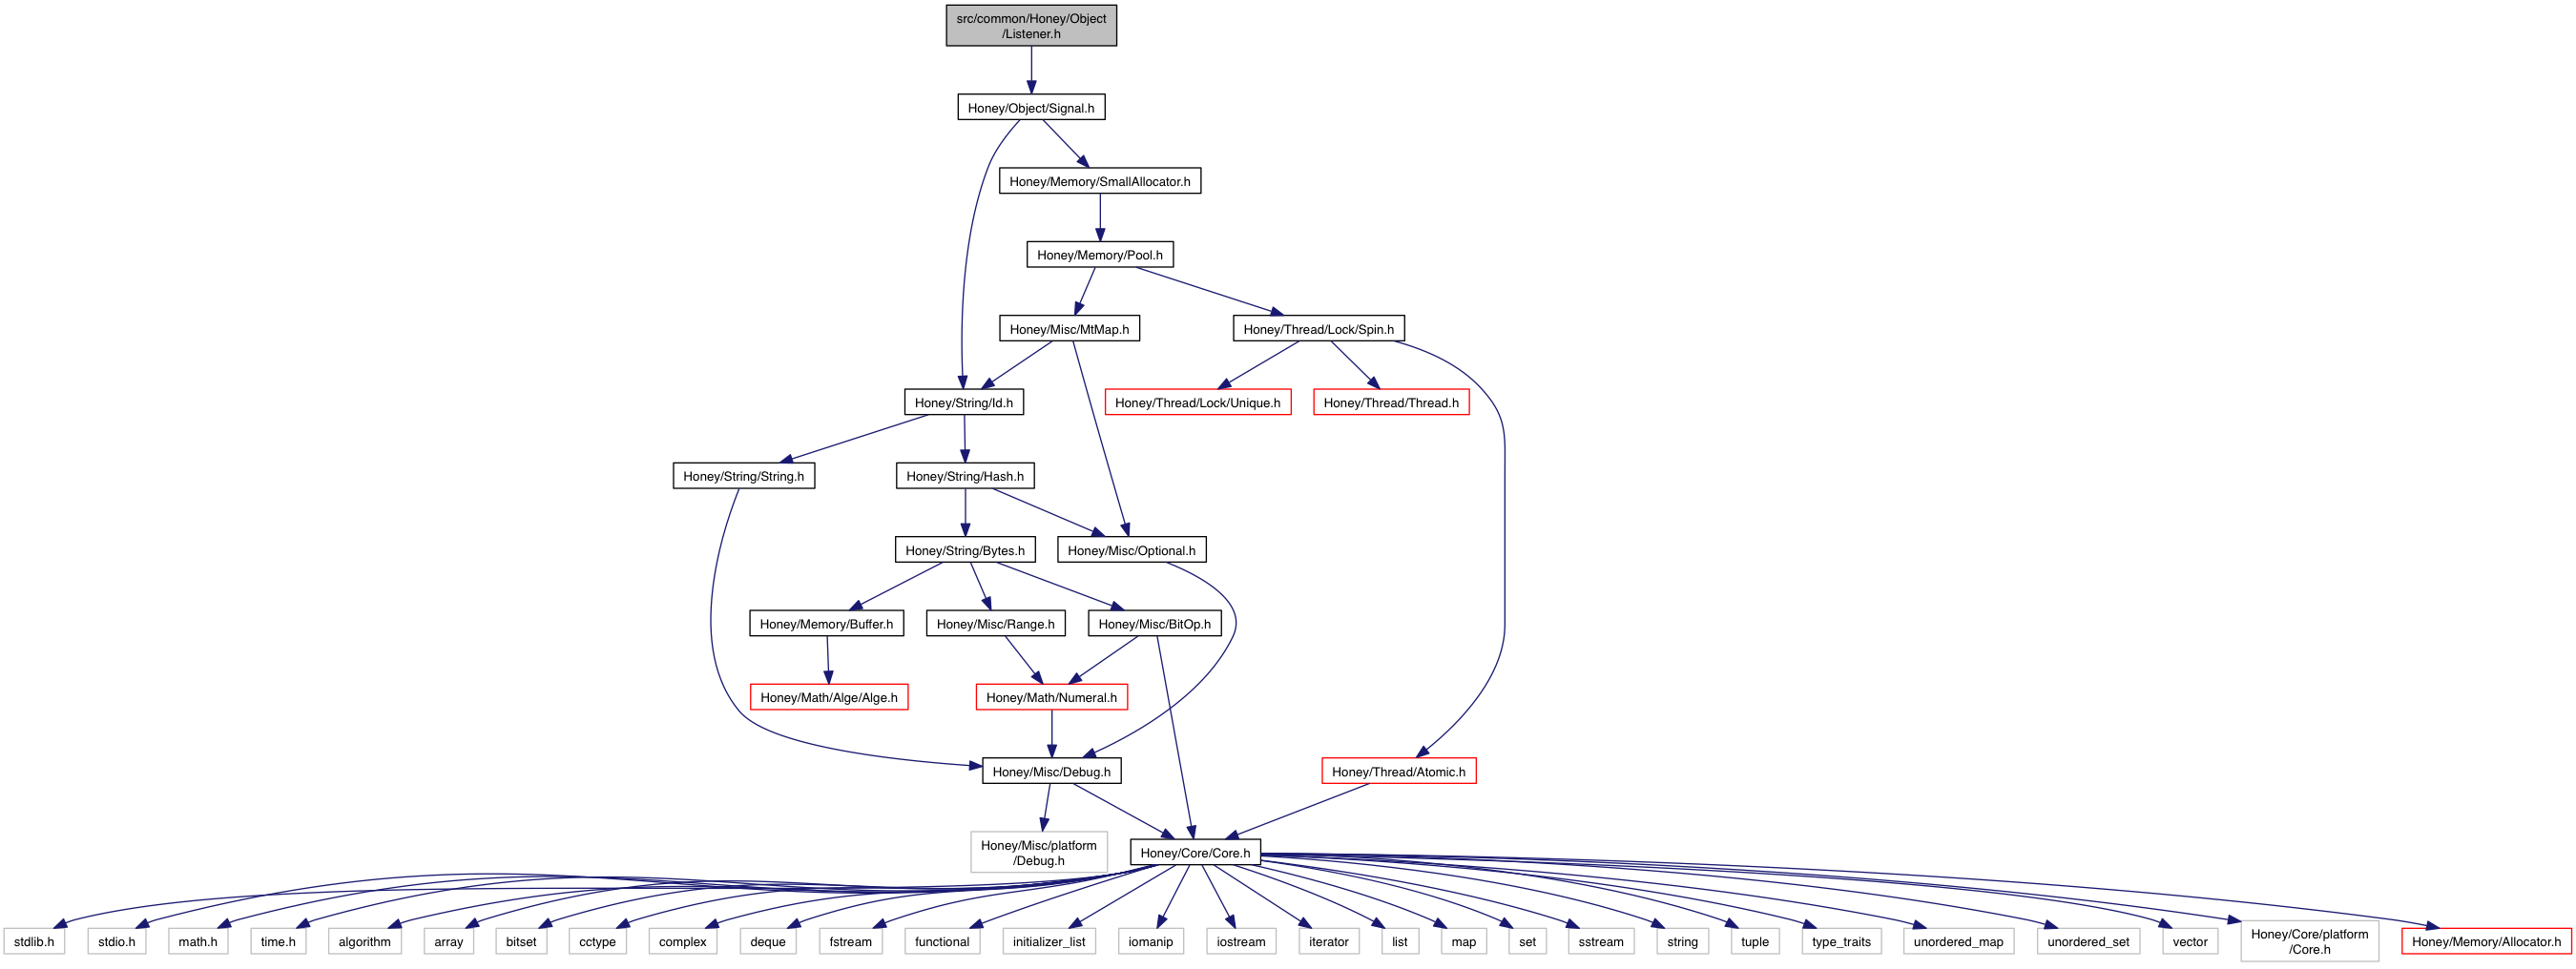 src/common/Honey/Object
/Listener.h
Honey/Object/Signal.h
Honey/Memory/SmallAllocator.h
Honey/Memory/Pool.h
Honey/Misc/MtMap.h
Honey/Thread/Lock/Spin.h
Honey/String/Id.h
Honey/Thread/Lock/Unique.h
Honey/Thread/Thread.h
Honey/String/String.h
Honey/String/Hash.h
Honey/String/Bytes.h
Honey/Misc/Optional.h
Honey/Memory/Buffer.h
Honey/Misc/Range.h
Honey/Misc/BitOp.h
Honey/Math/Alge/Alge.h
Honey/Math/Numeral.h
Honey/Misc/Debug.h
Honey/Thread/Atomic.h
Honey/Misc/platform
/Debug.h
Honey/Core/Core.h
stdlib.h
stdio.h
math.h
time.h
algorithm
array
bitset
cctype
complex
deque
fstream
functional
initializer_list
iomanip
iostream
iterator
list
map
set
sstream
string
tuple
type_traits
unordered_map
unordered_set
vector
Honey/Core/platform
/Core.h
Honey/Memory/Allocator.h